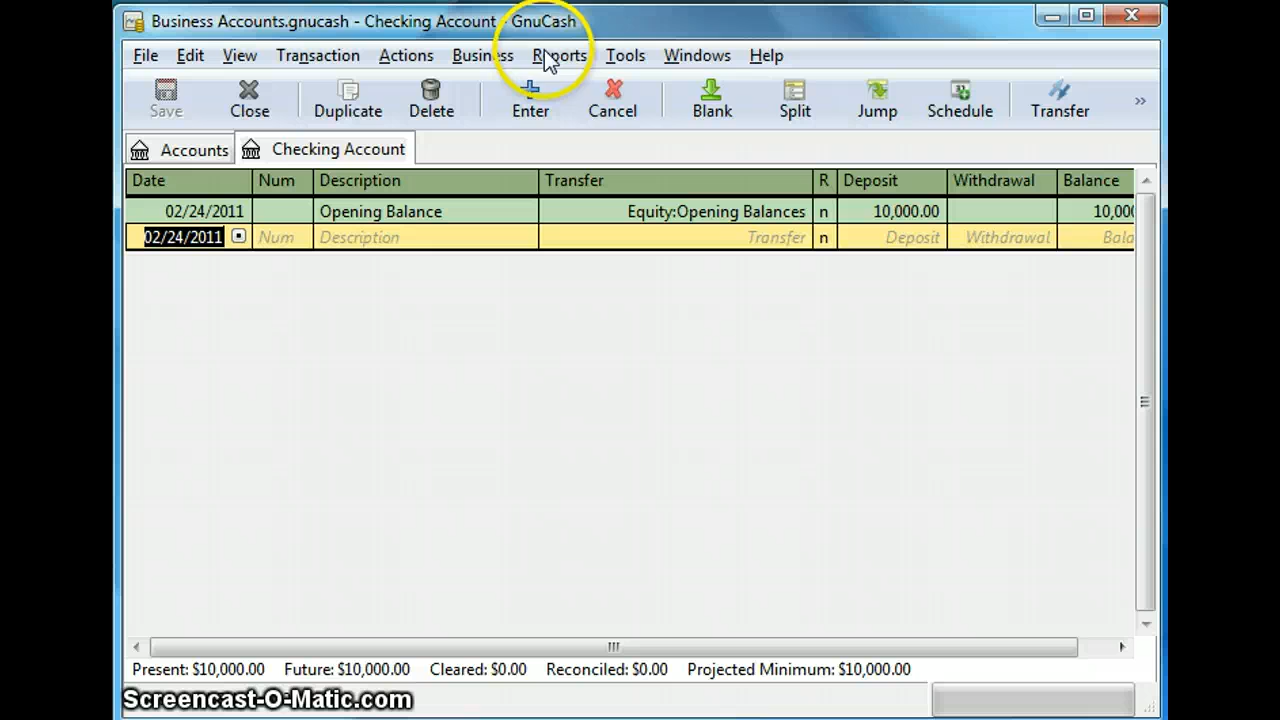 Business Accounts.gnucash - Checking Account - GnuCash
File Edit View Transaction Actions Business Reports Tools Windows Help
Save Close Duplicate Delete Enter Cancel Blank Split Jump Schedule Transfer »
Accounts Checking Account
Date Num Description Transfer R Deposit Withdrawal Balance
02/24/2011 Opening Balance Equity:Opening Balances n 10,000.00 10,000
02/24/2011 Num Description Transfer n Deposit Withdrawal Bala
Present: $10,000.00 Future: $10,000.00 Cleared: $0.00 Reconciled: $0.00 Projected Minimum: $10,000.00
Screencast-O-Matic.com